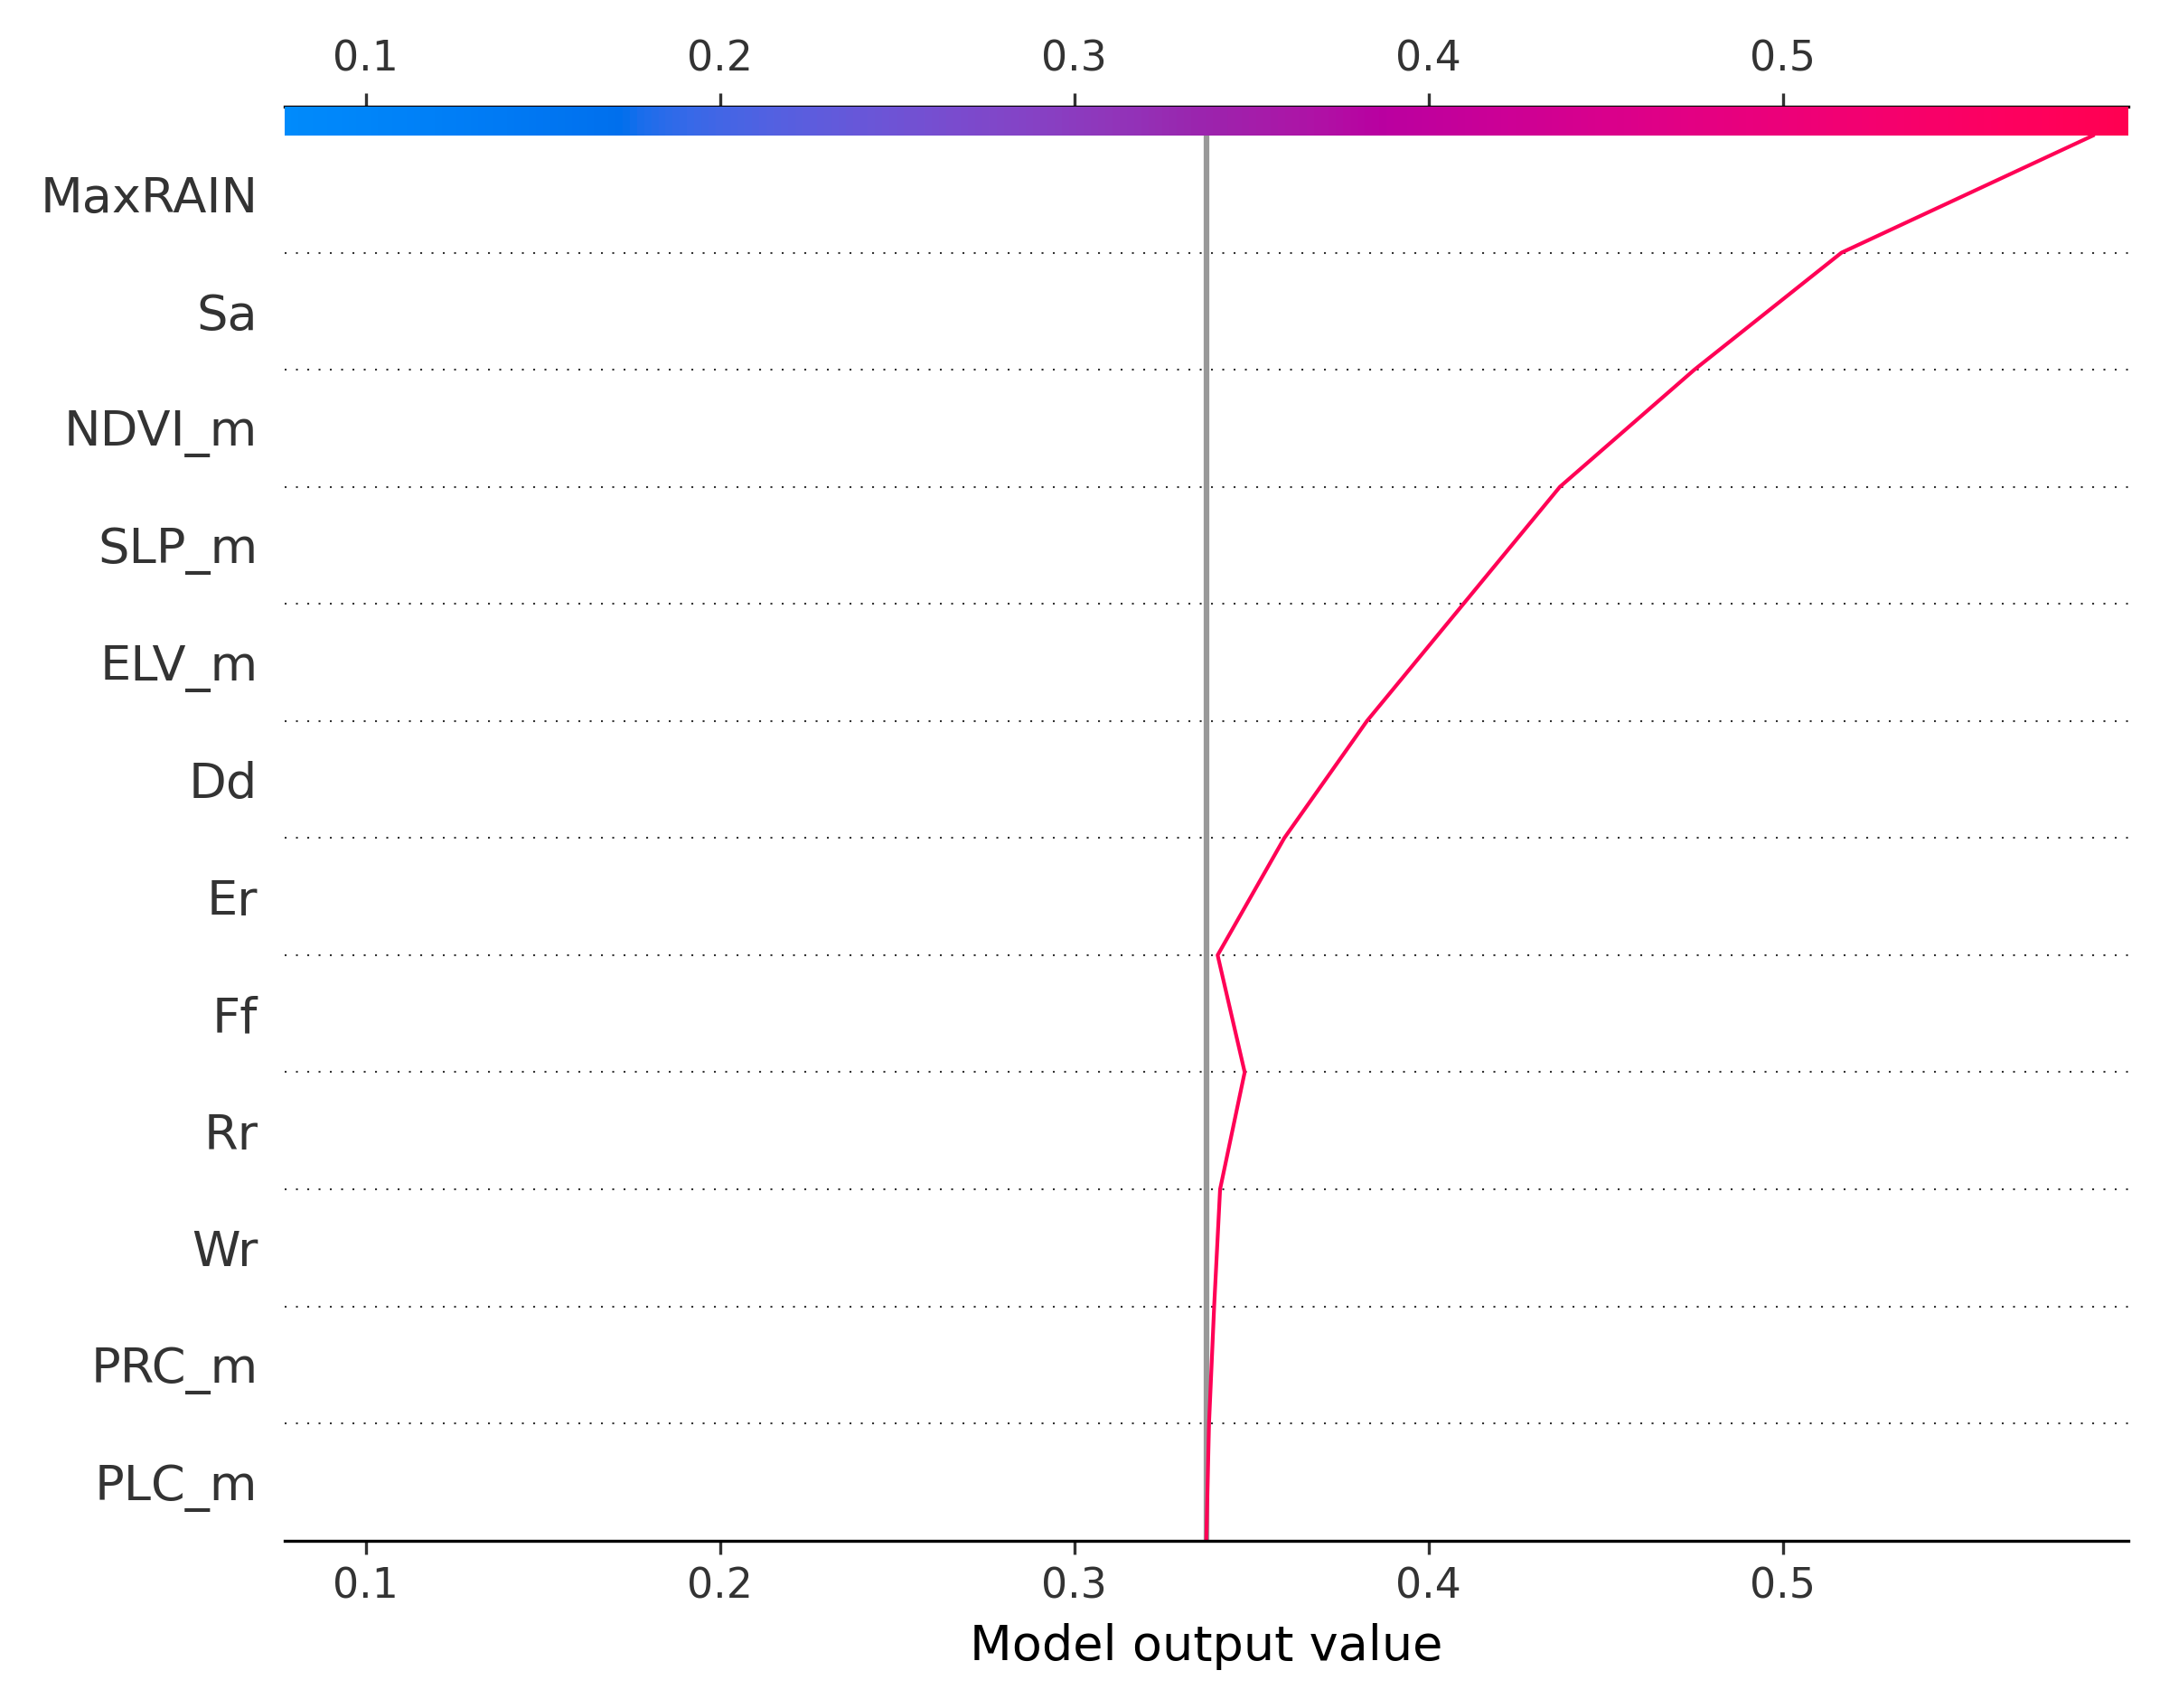 0.1 0.2 0.3 0.4 0.5
MaxRAIN
Sa
NDVI_m
SLP_m
ELV_m
Dd
Er
Ff
Rr
Wr
PRC_m
PLC_m
0.1 0.2 0.3 0.4 0.5
Model output value